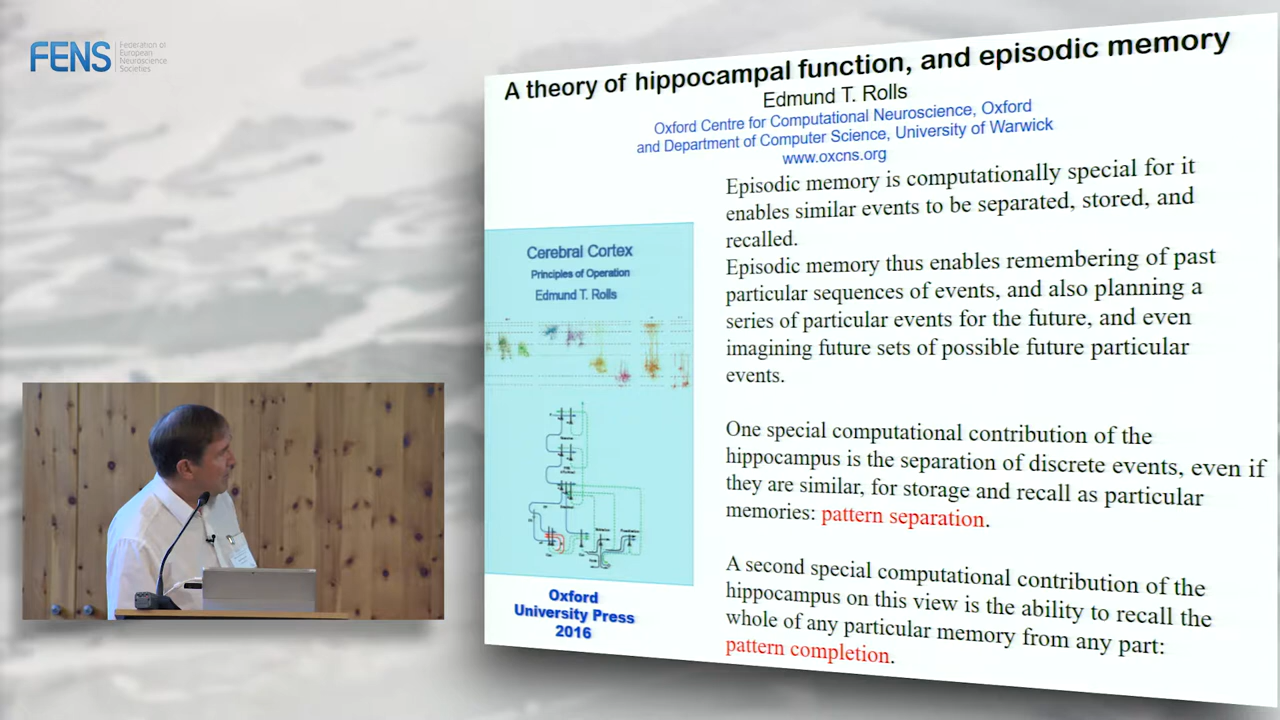 FENS
Federation of
European
Neuroscience
Societies
A theory of hippocampal function, and episodic memory
Edmund T. Rolls
Oxford Centre for Computational Neuroscience, Oxford
and Department of Computer Science, University of Warwick
www.oxcns.org
Episodic memory is computationally special for it
enables similar events to be separated, stored, and
recalled.
Episodic memory thus enables remembering of past
particular sequences of events, and also planning a
series of particular events for the future, and even
imagining future sets of possible future particular
events.
One special computational contribution of the
hippocampus is the separation of discrete events, even if
they are similar, for storage and recall as particular
memories: pattern separation.
A second special computational contribution of the
hippocampus on this view is the ability to recall the
whole of any particular memory from any part:
pattern completion.
Cerebral Cortex
Principles of Operation
Edmund T. Rolls
Oxford
University Press
2016